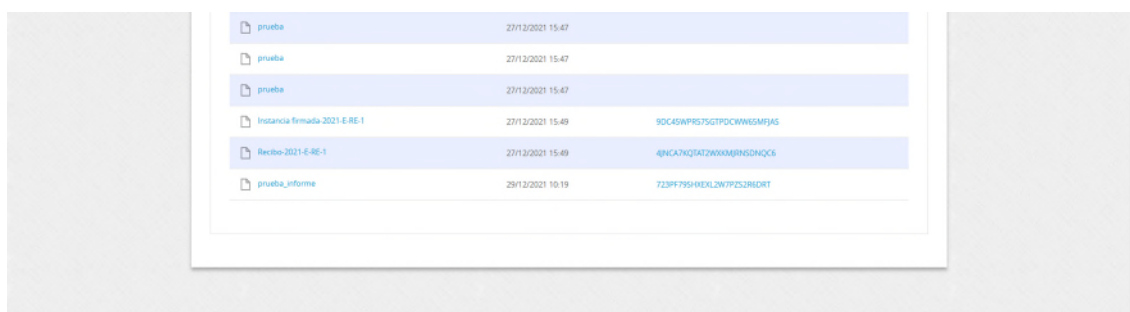 prueba 27/12/2021 15:47
prueba 27/12/2021 15:47
prueba 27/12/2021 15:47
Instancia firmada-2021-E-RE-1 27/12/2021 15:49 9DC4SWPRS7SGTPDCWW6SMFJAS
Recibo-2021-E-RE-1 27/12/2021 15:49 4JNCA7KQTAT2WXKMJRNSDNQC6
prueba_informe 29/12/2021 10:19 723PF79SHXEXL2W7PZS2R6DRT